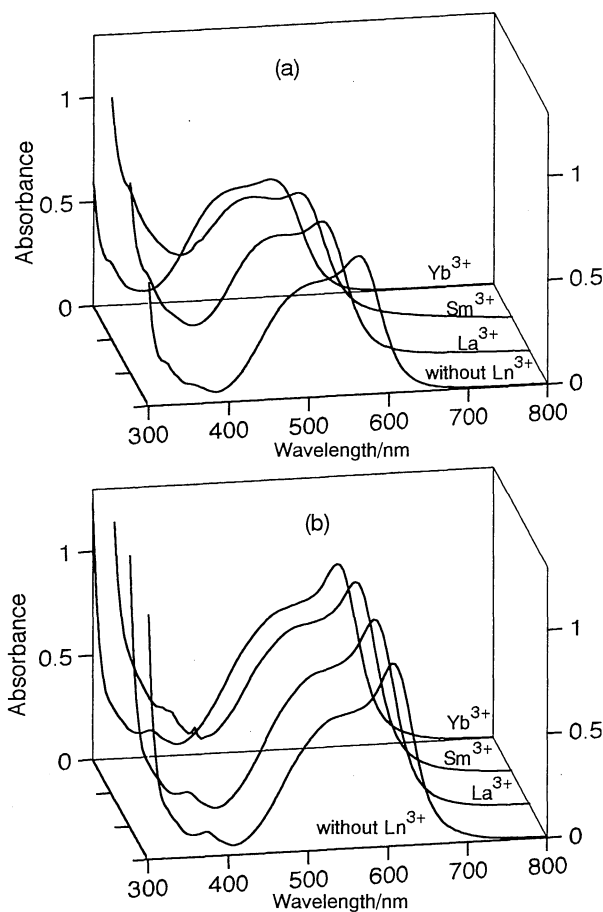 (a)
Absorbance
1
0.5
0
1
0.5
0
Yb3+
Sm3+
La3+
without Ln3+
300 400 500 600 700 800
Wavelength/nm
(b)
Absorbance
1
0.5
0
1
0.5
0
Yb3+
Sm3+
La3+
without Ln3+
300 400 500 600 700 800
Wavelength/nm